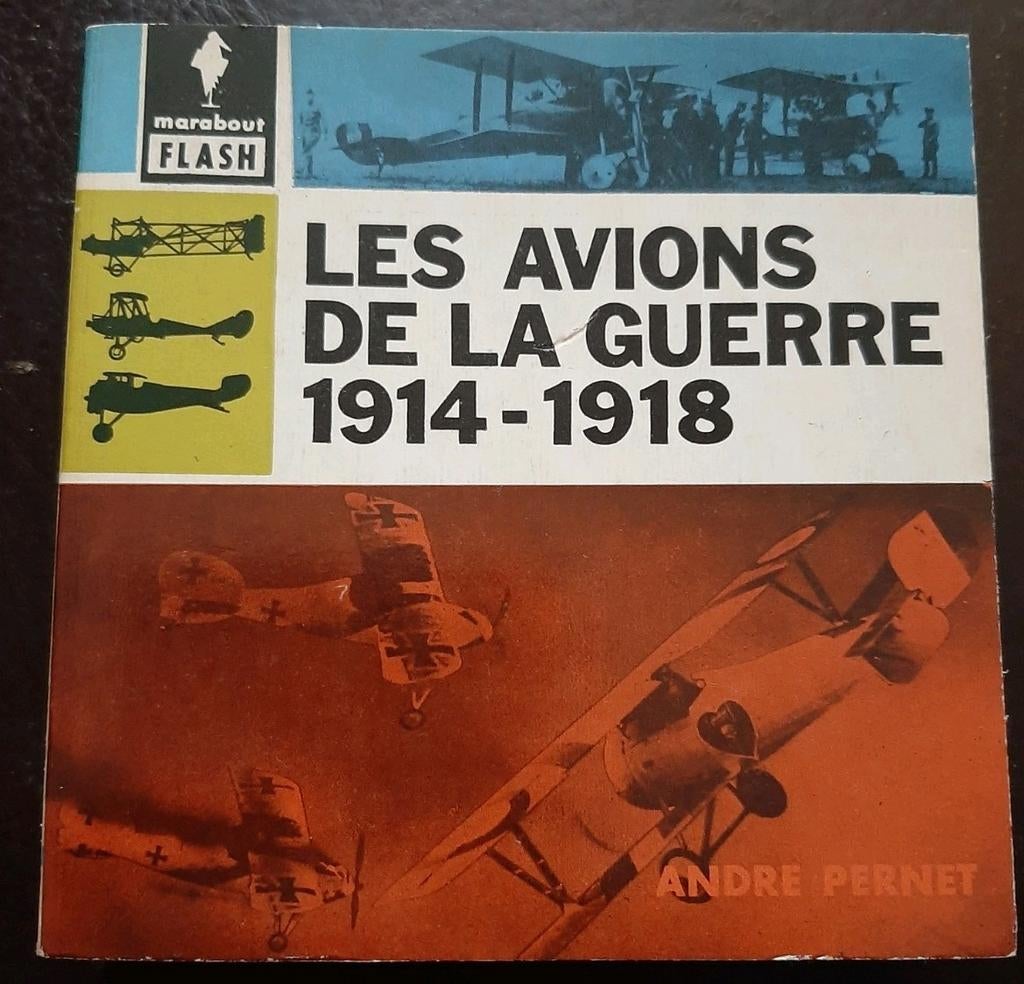 marabout
FLASH
LES AVIONS
DE LA GUERRE
1914-1918
ANDRE PERNET